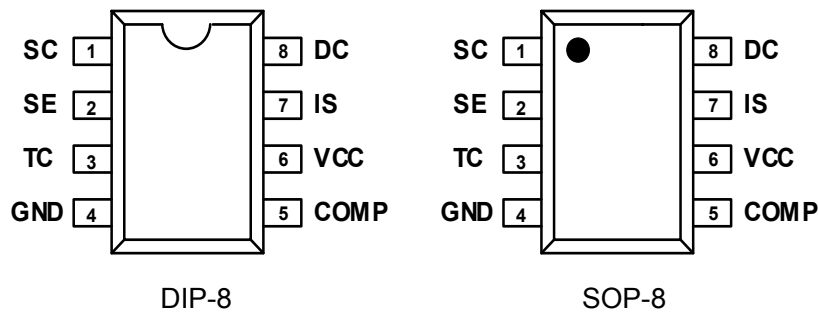 SC 1 8 DC
SE 2 7 IS
TC 3 6 VCC
GND 4 5 COMP
DIP-8
SC 1 8 DC
SE 2 7 IS
TC 3 6 VCC
GND 4 5 COMP
SOP-8